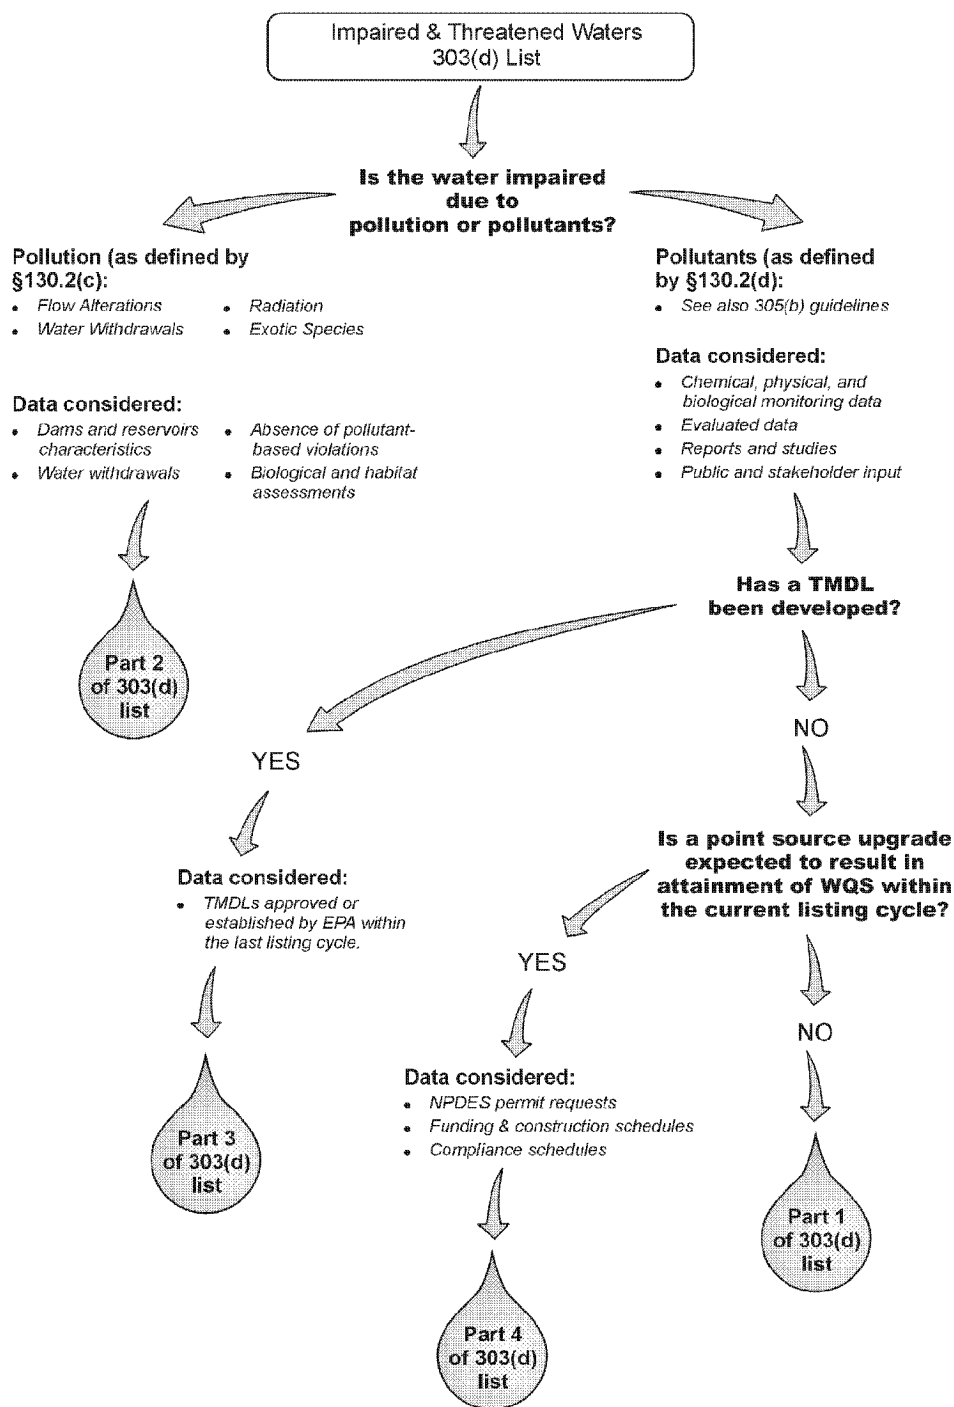 Impaired & Threatened Waters
303(d) List
Is the water impaired
due to
pollution or pollutants?
Pollution (as defined by
§130.2(c):
• Flow Alterations
• Water Withdrawals
• Radiation
• Exotic Species
Data considered:
• Dams and reservoirs
characteristics
• Water withdrawals
• Absence of pollutant-
based violations
• Biological and habitat
assessments
Part 2
of 303(d)
list
Pollutants (as defined
by §130.2(d):
• See also 305(b) guidelines
Data considered:
• Chemical, physical, and
biological monitoring data
• Evaluated data
• Reports and studies
• Public and stakeholder input
Has a TMDL
been developed?
YES
Data considered:
• TMDLs approved or
established by EPA within
the last listing cycle.
Part 3
of 303(d)
list
NO
Is a point source upgrade
expected to result in
attainment of WQS within
the current listing cycle?
YES
Data considered:
• NPDES permit requests
• Funding & construction schedules
• Compliance schedules
Part 4
of 303(d)
list
NO
Part 1
of 303(d)
list